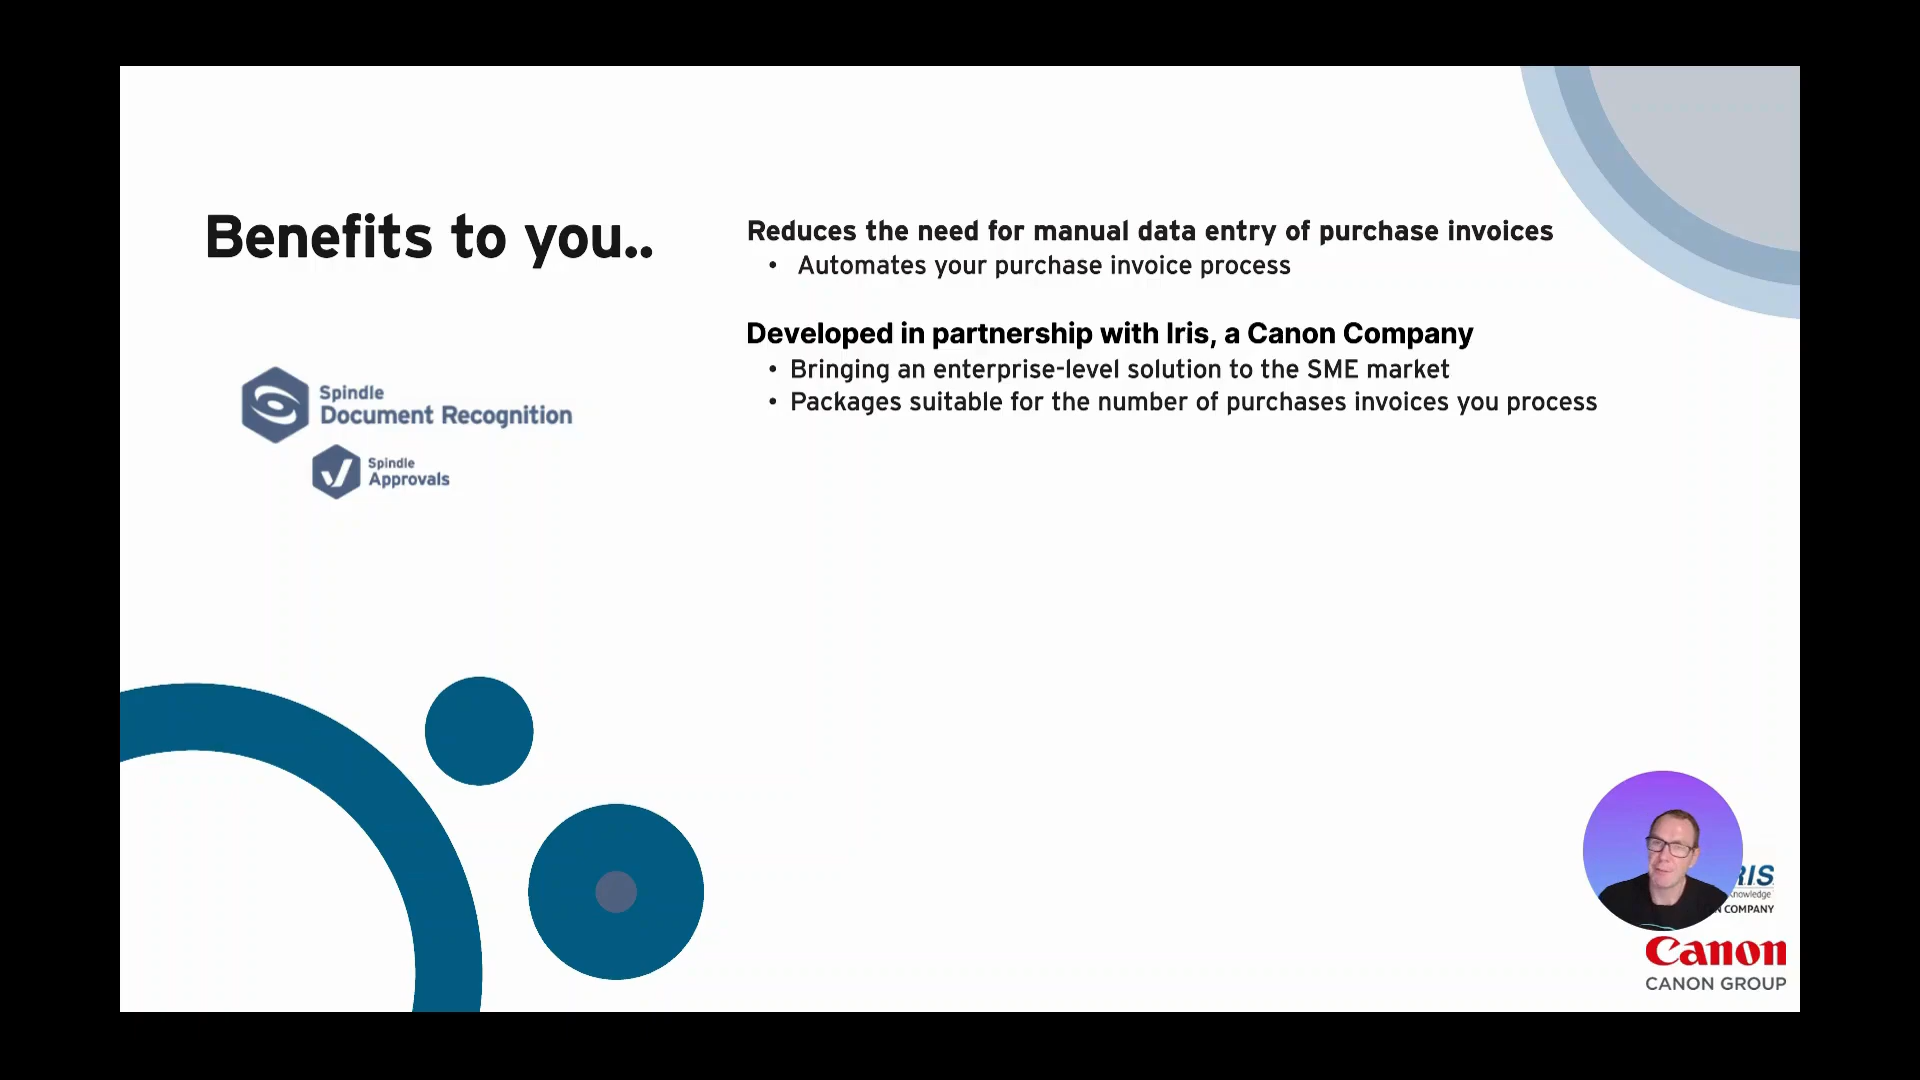 Benefits to you..
Reduces the need for manual data entry of purchase invoices
• Automates your purchase invoice process
Developed in partnership with Iris, a Canon Company
• Bringing an enterprise-level solution to the SME market
• Packages suitable for the number of purchases invoices you process
Spindle
Document Recognition
Spindle
Approvals
COMPANY
Canon
CANON GROUP